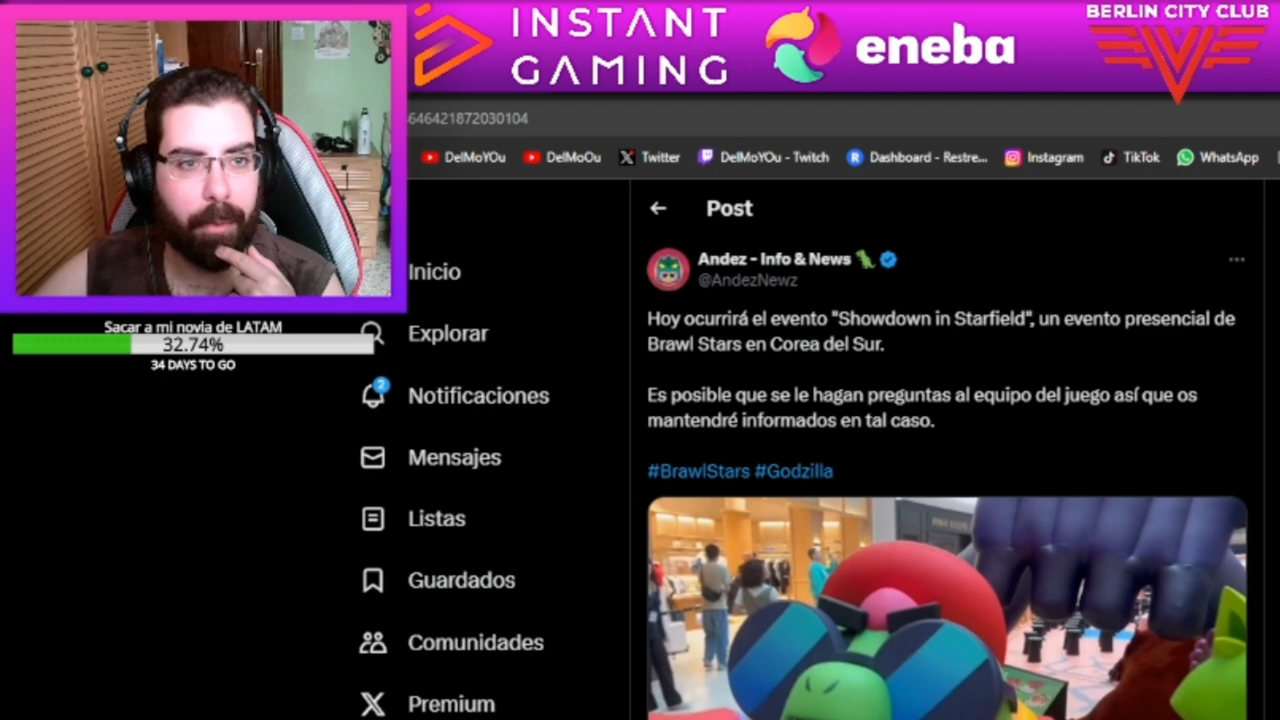 INSTANT
GAMING
eneba
BERLIN CITY CLUB
646421872030104
DelMoYOu
DelMoOu
Twitter
DelMoYOu - Twitch
Dashboard - Restre...
Instagram
TikTok
WhatsApp
Sacar a mi novia de LATAM
32.74%
34 DAYS TO GO
Inicio
Explorar
2
Notificaciones
Mensajes
Listas
Guardados
Comunidades
Premium
Post
Andez - Info & News
@AndezNewz
Hoy ocurrirá el evento "Showdown in Starfield", un evento presencial de
Brawl Stars en Corea del Sur.
Es posible que se le hagan preguntas al equipo del juego así que os
mantendré informados en tal caso.
#BrawlStars #Godzilla